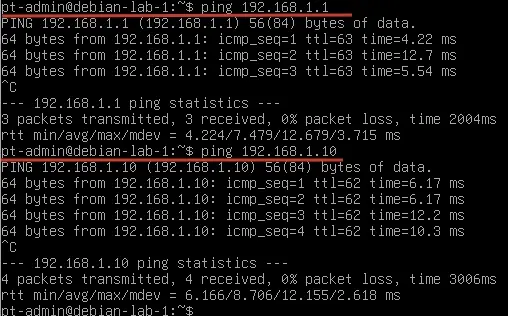 pt-admin@debian-lab-1:~$ ping 192.168.1.1
PING 192.168.1.1 (192.168.1.1) 56(84) bytes of data.
64 bytes from 192.168.1.1: icmp_seq=1 ttl=63 time=4.22 ms
64 bytes from 192.168.1.1: icmp_seq=2 ttl=63 time=12.7 ms
64 bytes from 192.168.1.1: icmp_seq=3 ttl=63 time=5.54 ms
^C
--- 192.168.1.1 ping statistics ---
3 packets transmitted, 3 received, 0% packet loss, time 2004ms
rtt min/avg/max/mdev = 4.224/7.479/12.679/3.715 ms
pt-admin@debian-lab-1:~$ ping 192.168.1.10
PING 192.168.1.10 (192.168.1.10) 56(84) bytes of data.
64 bytes from 192.168.1.10: icmp_seq=1 ttl=62 time=6.17 ms
64 bytes from 192.168.1.10: icmp_seq=2 ttl=62 time=6.17 ms
64 bytes from 192.168.1.10: icmp_seq=3 ttl=62 time=12.2 ms
64 bytes from 192.168.1.10: icmp_seq=4 ttl=62 time=10.3 ms
^C
--- 192.168.1.10 ping statistics ---
4 packets transmitted, 4 received, 0% packet loss, time 3006ms
rtt min/avg/max/mdev = 6.166/8.706/12.155/2.618 ms
pt-admin@debian-lab-1:~$